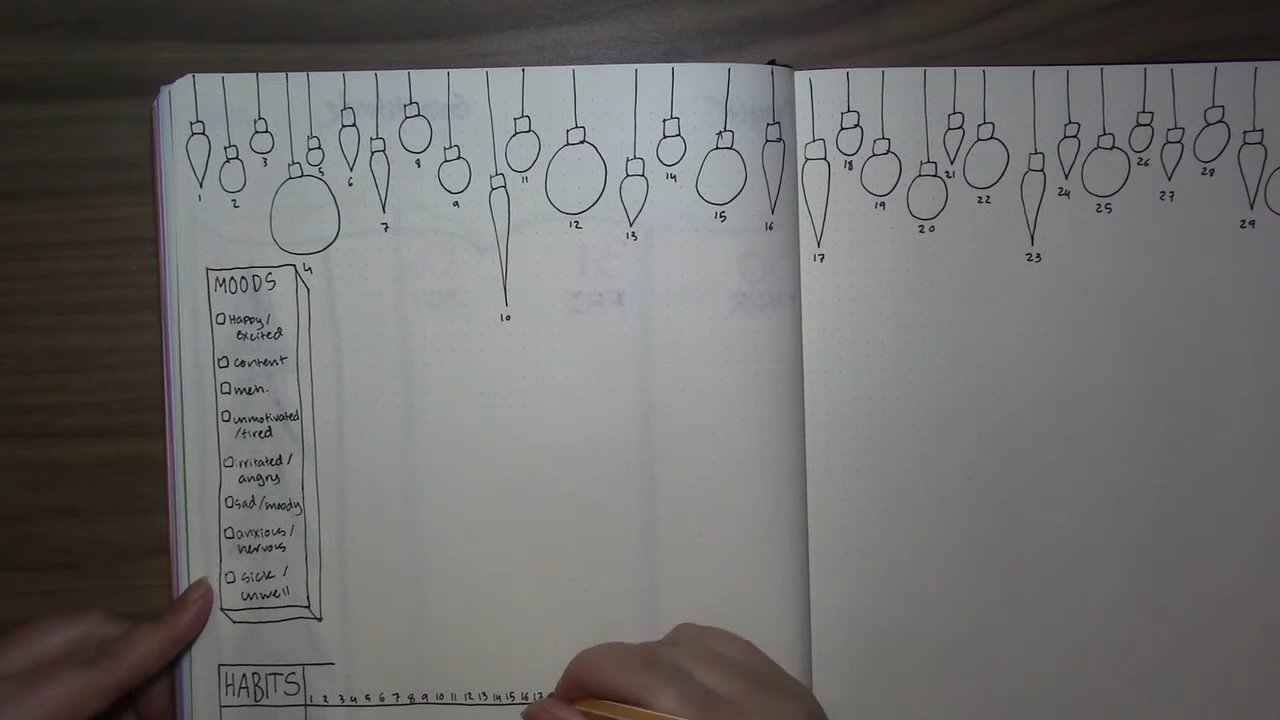 1 2 3 4 5 6 7 8 9 10 11 12 13 14 15 16 17 18 19 20 21 22 23 24 25 26 27 28 29
MOODS
Happy/
excited
content
meh.
unmotivated
/tired
irritated/
angry
sad/moody
anxious/
nervous
sick/
unwell
HABITS
1 2 3 4 5 6 7 8 9 10 11 12 13 14 15 16 17